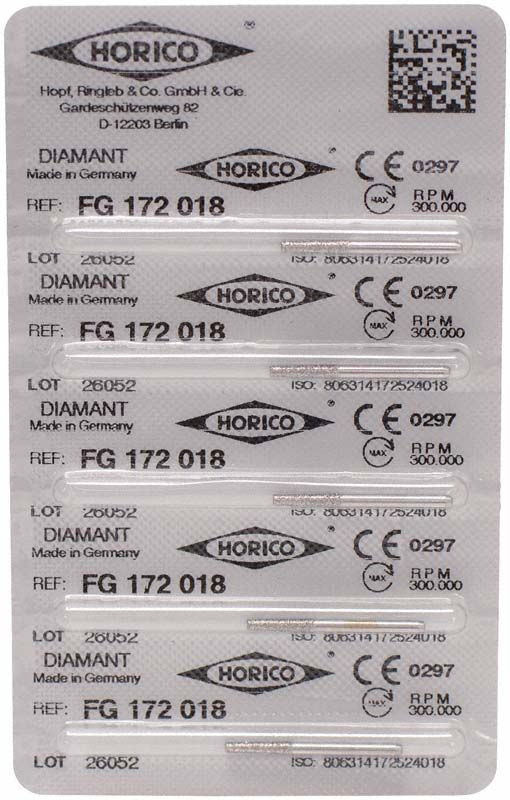 HORICO ®
Hopf, Ringleb & Co. GmbH & Cie.
Gardeschützenweg 82
D-12203 Berlin
DIAMANT HORICO ® CE 0297
Made in Germany
REF: FG 172 018 MAX RPM 300.000
LOT 26052 ISO: 806314172524018
DIAMANT HORICO ® CE 0297
Made in Germany
REF: FG 172 018 MAX RPM 300.000
LOT 26052 ISO: 806314172524018
DIAMANT HORICO ® CE 0297
Made in Germany
REF: FG 172 018 MAX RPM 300.000
LOT 26052 ISO: 806314172524018
DIAMANT HORICO ® CE 0297
Made in Germany
REF: FG 172 018 MAX RPM 300.000
LOT 26052 ISO: 806314172524018
DIAMANT HORICO ® CE 0297
Made in Germany
REF: FG 172 018 MAX RPM 300.000
LOT 26052 ISO: 806314172524018